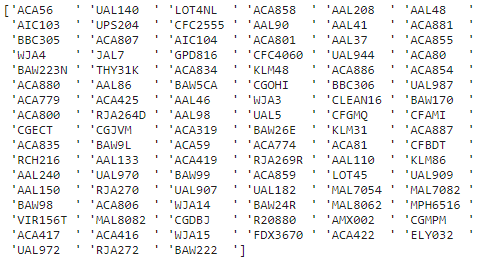 ['ACA56   ' 'UAL140  ' 'LOT4NL  ' 'ACA858  ' 'AAL208  ' 'AAL48   '
'AIC103  ' 'UPS204  ' 'CFC2555 ' 'AAL90   ' 'AAL41   ' 'ACA881  '
'BBC305  ' 'ACA807  ' 'AIC104  ' 'ACA801  ' 'AAL37   ' 'ACA855  '
'WJA4    ' 'JAL7    ' 'GPD816  ' 'CFC4060 ' 'UAL944  ' 'ACA80   '
'BAW223N ' 'THY31K  ' 'ACA834  ' 'KLM48   ' 'ACA886  ' 'ACA854  '
'ACA880  ' 'AAL86   ' 'BAW5CA  ' 'CGOHI   ' 'BBC306  ' 'UAL987  '
'ACA779  ' 'ACA425  ' 'AAL46   ' 'WJA3    ' 'CLEAN16 ' 'BAW170  '
'ACA800  ' 'RJA264D ' 'AAL98   ' 'UAL5    ' 'CFGMQ   ' 'CFAMI   '
'CGECT   ' 'CGJVM   ' 'ACA319  ' 'BAW26E  ' 'KLM31   ' 'ACA887  '
'ACA835  ' 'BAW9L   ' 'ACA59   ' 'ACA774  ' 'ACA81   ' 'CFBDT   '
'RCH216  ' 'AAL133  ' 'ACA419  ' 'RJA269R ' 'AAL110  ' 'KLM86   '
'AAL240  ' 'UAL970  ' 'BAW99   ' 'ACA859  ' 'LOT45   ' 'UAL909  '
'AAL150  ' 'RJA270  ' 'UAL907  ' 'UAL182  ' 'MAL7054 ' 'MAL7082 '
'BAW98   ' 'ACA806  ' 'WJA14   ' 'BAW24R  ' 'MAL8062 ' 'MPH6516 '
'VIR156T ' 'MAL8082 ' 'CGDBJ   ' 'R20880  ' 'AMX002  ' 'CGMPM   '
'ACA417  ' 'ACA416  ' 'WJA15   ' 'FDX3670 ' 'ACA422  ' 'ELY032  '
'UAL972  ' 'RJA272  ' 'BAW222  ']